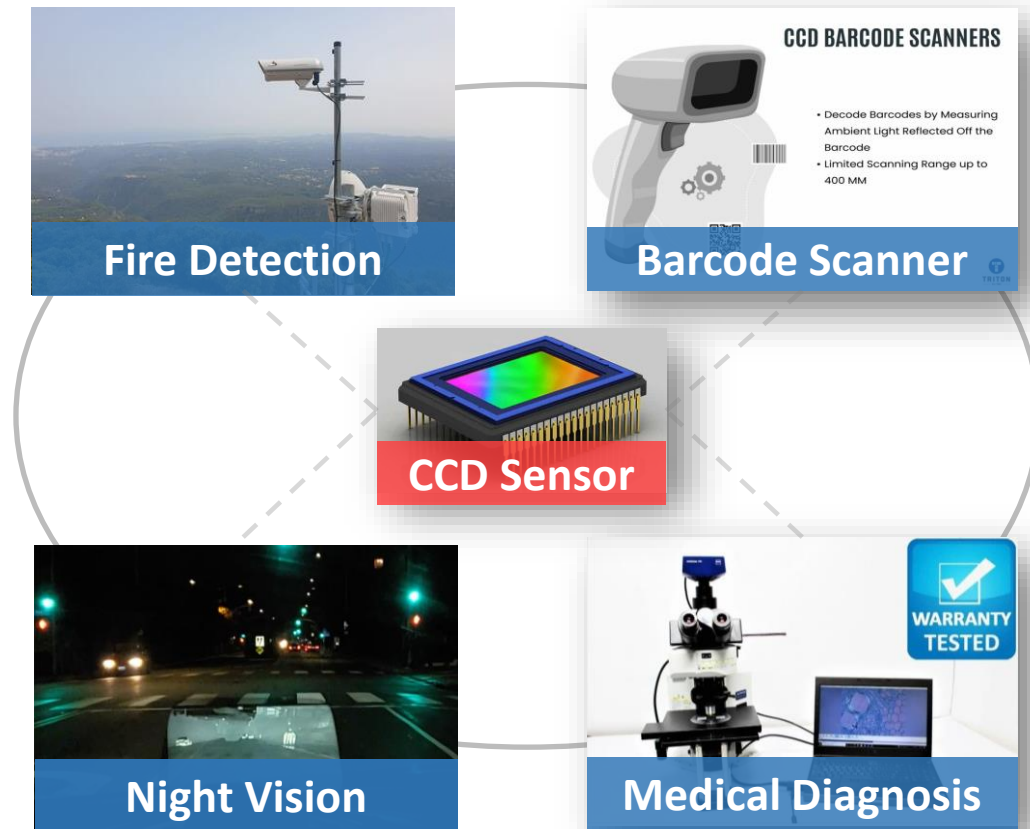 CCD BARCODE SCANNERS
• Decode Barcodes by Measuring
Ambient Light Reflected Off the
Barcode
• Limited Scanning Range up to
400 MM
Fire Detection
Barcode Scanner
TRITON
CCD Sensor
WARRANTY
TESTED
Night Vision
Medical Diagnosis